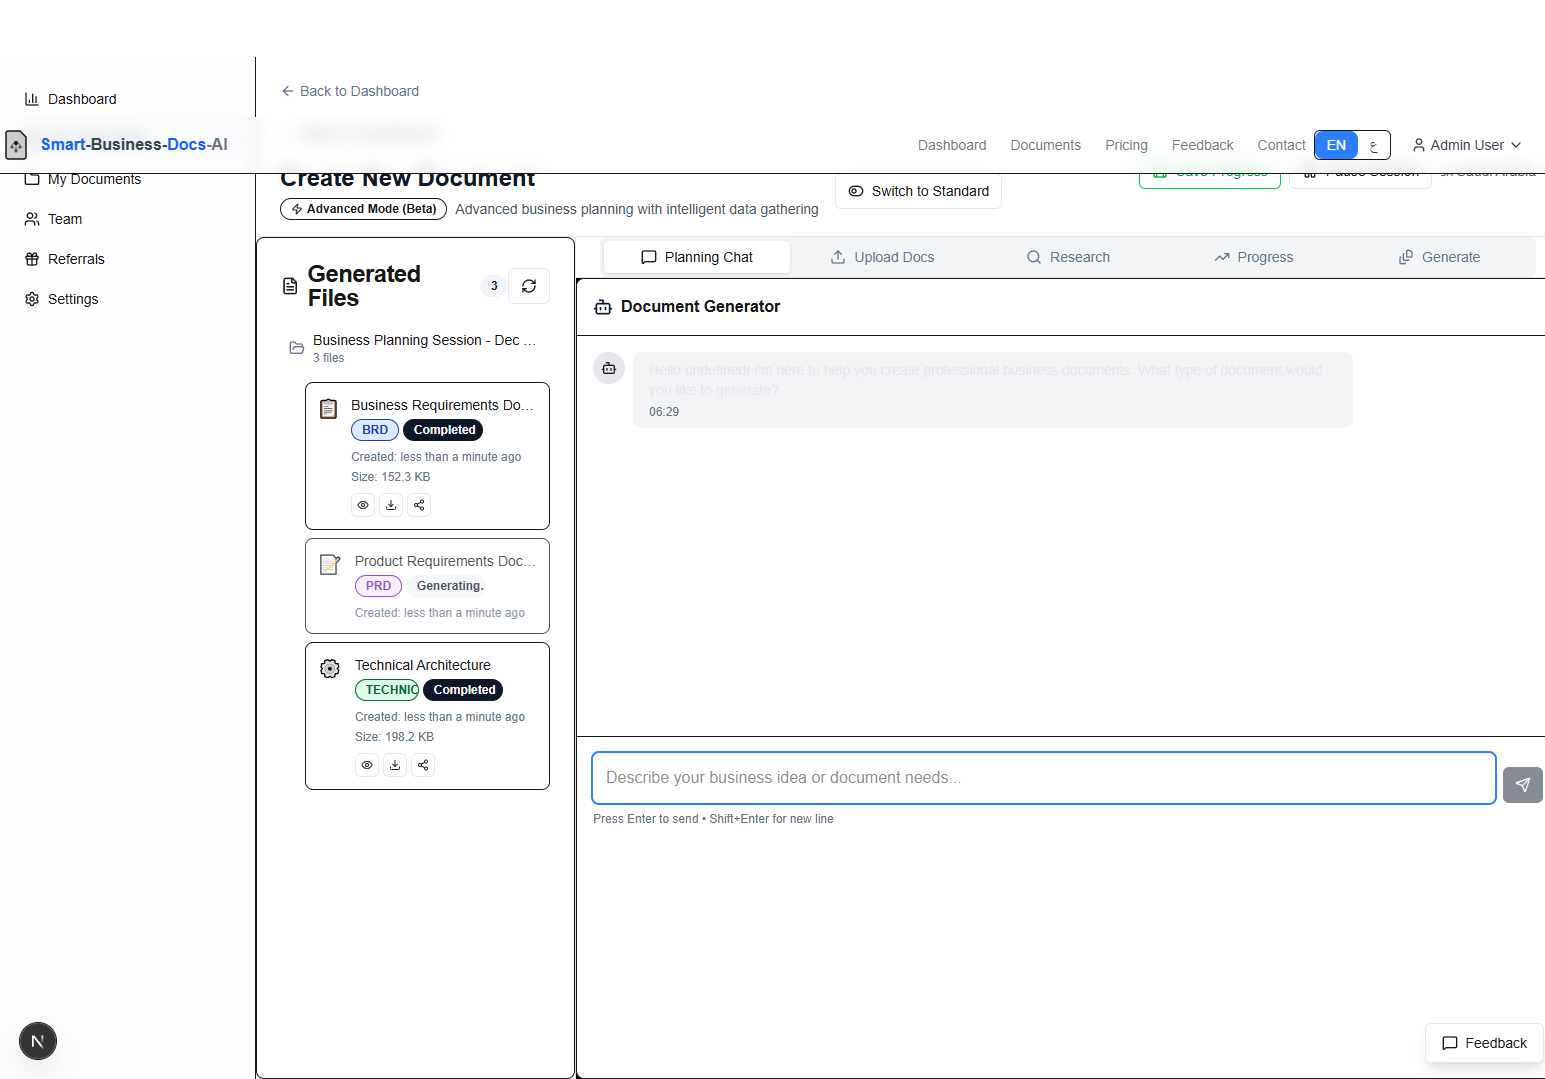 Dashboard
Back to Dashboard
Smart-Business-Docs-AI
Dashboard
Documents
Pricing
Feedback
Contact
EN
ع
Admin User
My Documents
Team
Referrals
Settings
Create New Document
Save Progress
Pause Session
Saudi Arabia
Advanced Mode (Beta)
Advanced business planning with intelligent data gathering
Switch to Standard
Generated
Files
3
Business Planning Session - Dec ...
3 files
Business Requirements Do...
BRD
Completed
Created: less than a minute ago
Size: 152.3 KB
Product Requirements Doc...
PRD
Generating.
Created: less than a minute ago
Technical Architecture
TECHNIC
Completed
Created: less than a minute ago
Size: 198.2 KB
Planning Chat
Upload Docs
Research
Progress
Generate
Document Generator
Hello undefined! I'm here to help you create professional business documents. What type of document would
you like to generate?
06:29
Describe your business idea or document needs...
Press Enter to send • Shift+Enter for new line
N
Feedback